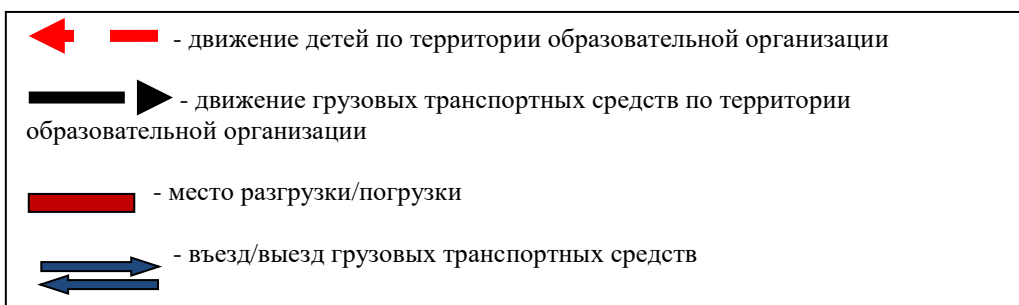 - движение детей по территории образовательной организации
- движение грузовых транспортных средств по территории
образовательной организации
- место разгрузки/погрузки
- въезд/выезд грузовых транспортных средств